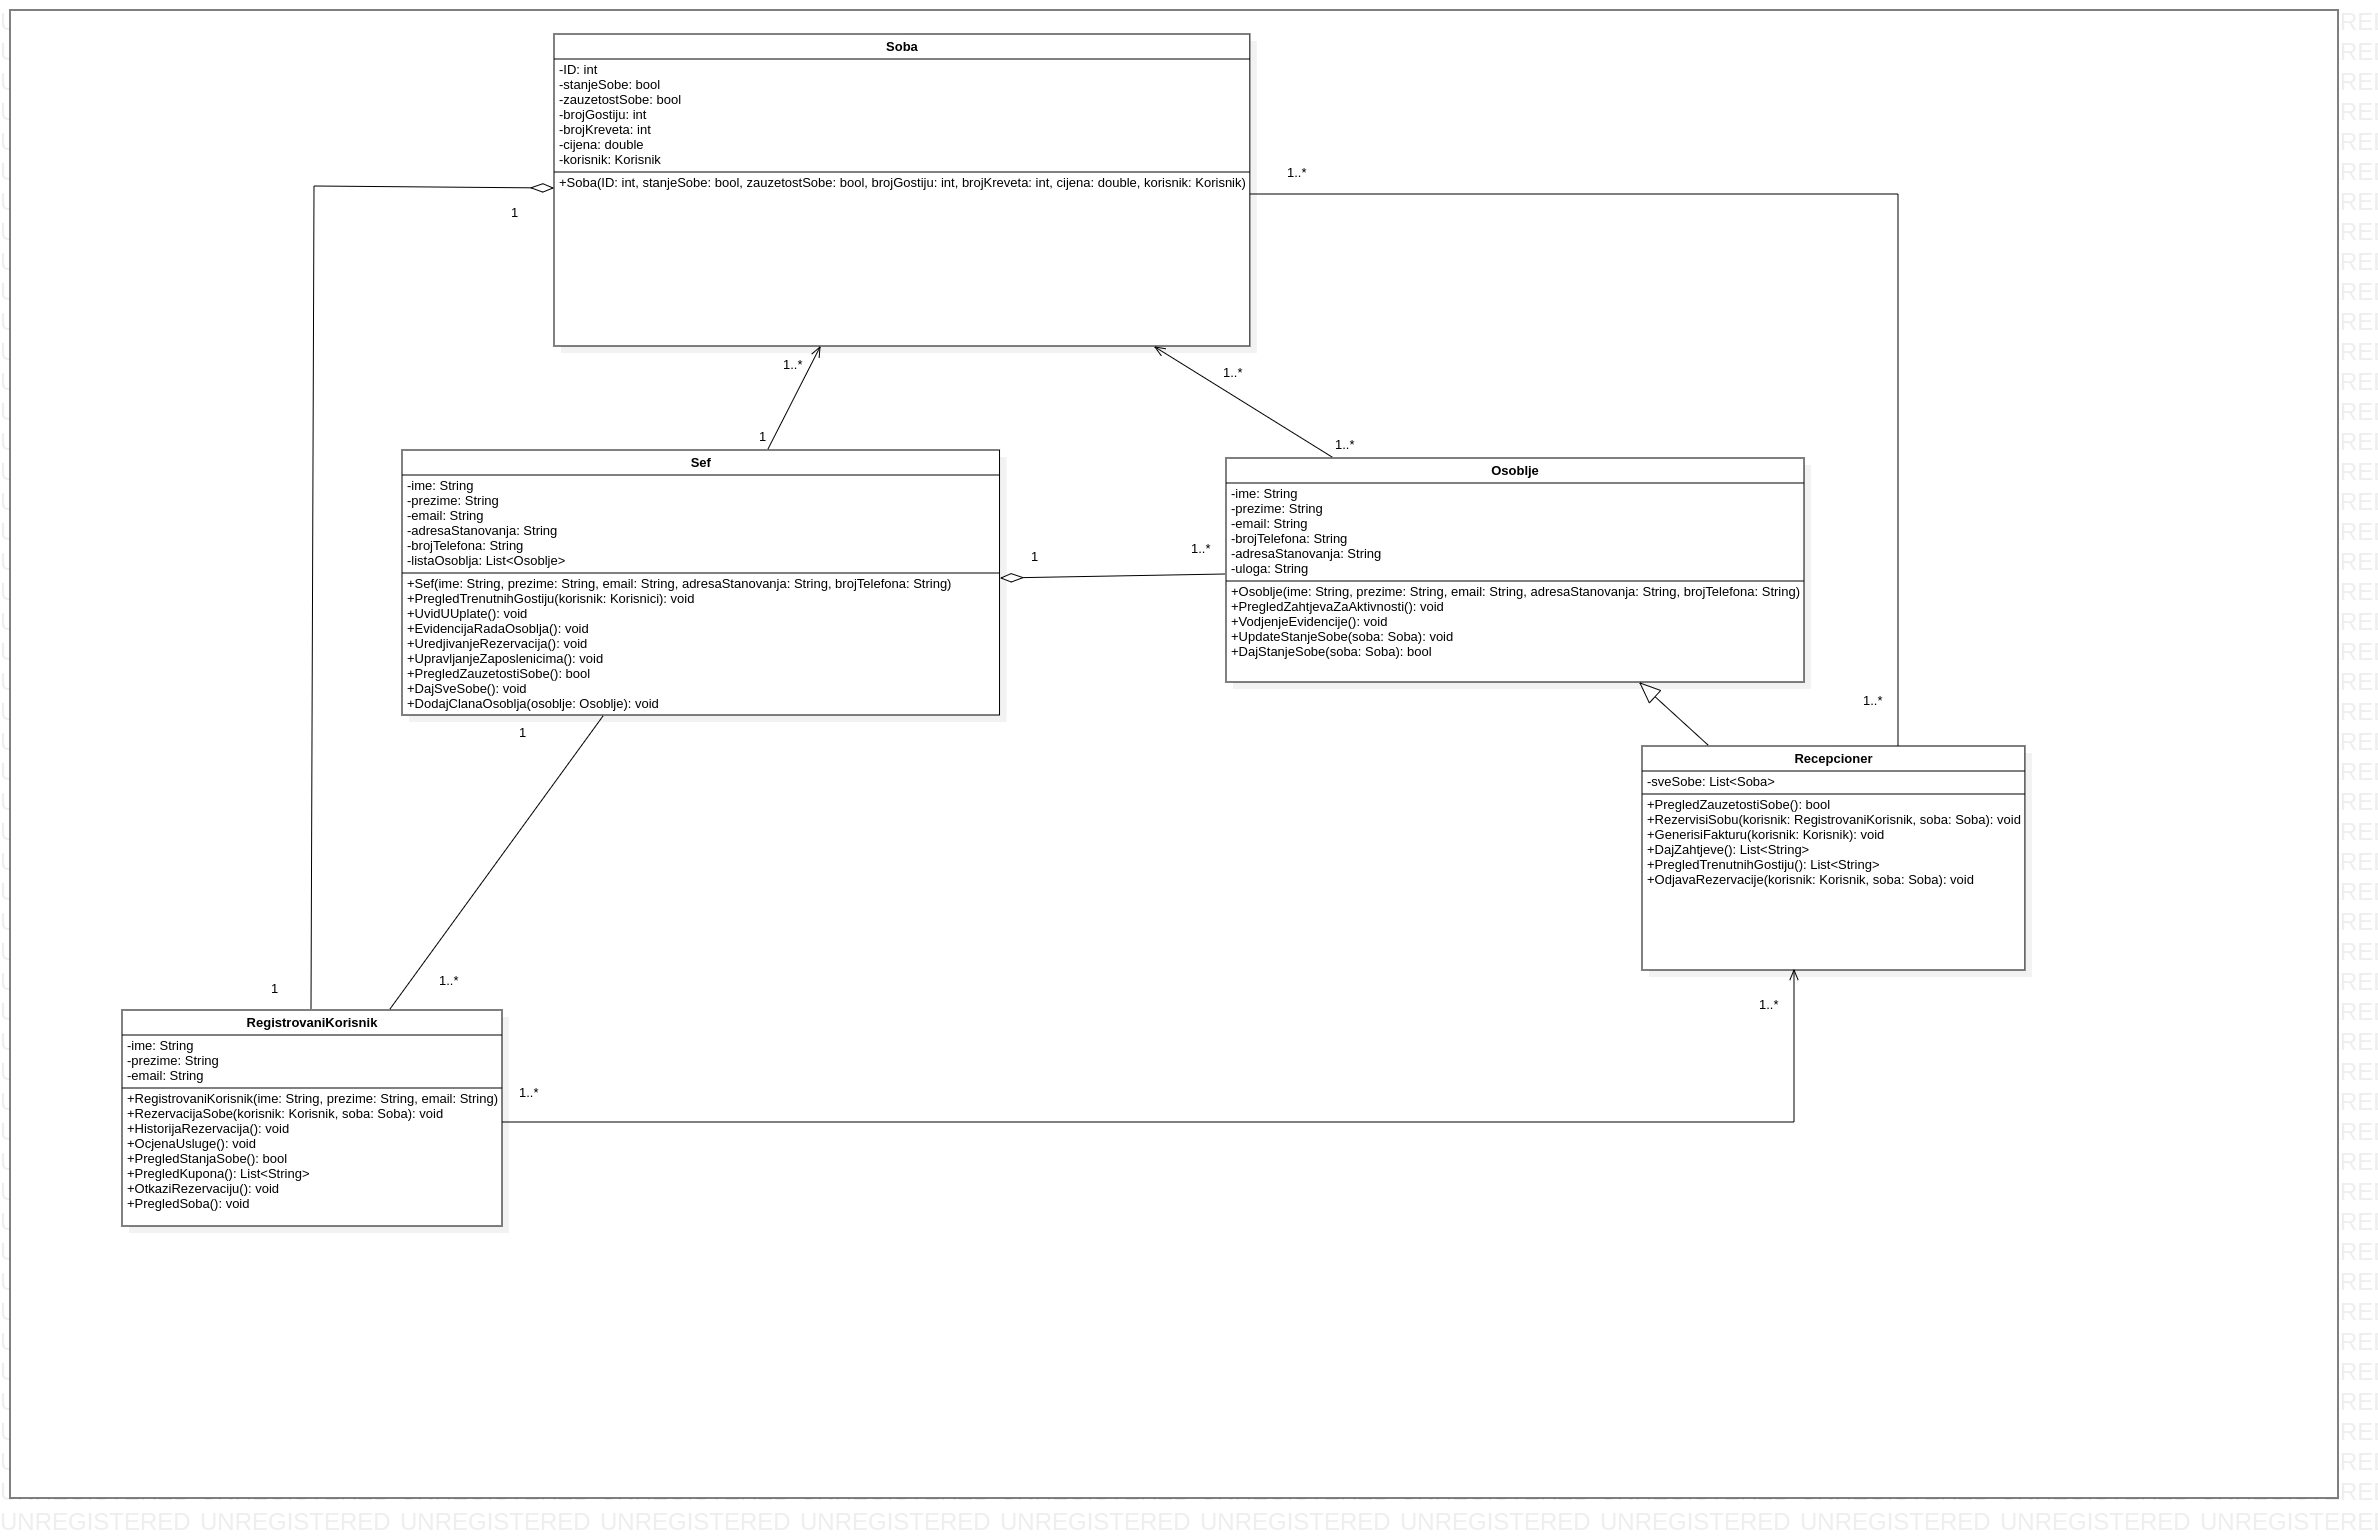 Soba
-ID: int
-stanjeSobe: bool
-zauzetostSobe: bool
-brojGostiju: int
-brojKreveta: int
-cijena: double
-korisnik: Korisnik
+Soba(ID: int, stanjeSobe: bool, zauzetostSobe: bool, brojGostiju: int, brojKreveta: int, cijena: double, korisnik: Korisnik)
1..*
1
1..*
1..*
1
1..*
Sef
-ime: String
-prezime: String
-email: String
-adresaStanovanja: String
-brojTelefona: String
-listaOsoblja: List<Osoblje>
+Sef(ime: String, prezime: String, email: String, adresaStanovanja: String, brojTelefona: String)
+PregledTrenutnihGostiju(korisnik: Korisnici): void
+UvidUUplate(): void
+EvidencijaRadaOsoblja(): void
+UredjivanjeRezervacija(): void
+UpravljanjeZaposlenicima(): void
+PregledZauzetostiSobe(): bool
+DajSveSobe(): void
+DodajClanaOsoblja(osoblje: Osoblje): void
1
1..*
Osoblje
-ime: String
-prezime: String
-email: String
-brojTelefona: String
-adresaStanovanja: String
-uloga: String
+Osoblje(ime: String, prezime: String, email: String, adresaStanovanja: String, brojTelefona: String)
+PregledZahtjevaZaAktivnosti(): void
+VodjenjeEvidencije(): void
+UpdateStanjeSobe(soba: Soba): void
+DajStanjeSobe(soba: Soba): bool
1..*
1
Recepcioner
-sveSobe: List<Soba>
+PregledZauzetostiSobe(): bool
+RezervisiSobu(korisnik: RegistrovaniKorisnik, soba: Soba): void
+GenerisiFakturu(korisnik: Korisnik): void
+DajZahtjeve(): List<String>
+PregledTrenutnihGostiju(): List<String>
+OdjavaRezervacije(korisnik: Korisnik, soba: Soba): void
1..*
1
1..*
RegistrovaniKorisnik
-ime: String
-prezime: String
-email: String
+RegistrovaniKorisnik(ime: String, prezime: String, email: String)
+RezervacijaSobe(korisnik: Korisnik, soba: Soba): void
+HistorijaRezervacija(): void
+OcjenaUsluge(): void
+PregledStanjaSobe(): bool
+PregledKupona(): List<String>
+OtkaziRezervaciju(): void
+PregledSoba(): void
1..*
UNREGISTERED UNREGISTERED UNREGISTERED UNREGISTERED UNREGISTERED UNREGISTERED UNREGISTERED UNREGISTERED UNREGISTERED UNREGISTERED UNREGISTERED UNREGISTERED